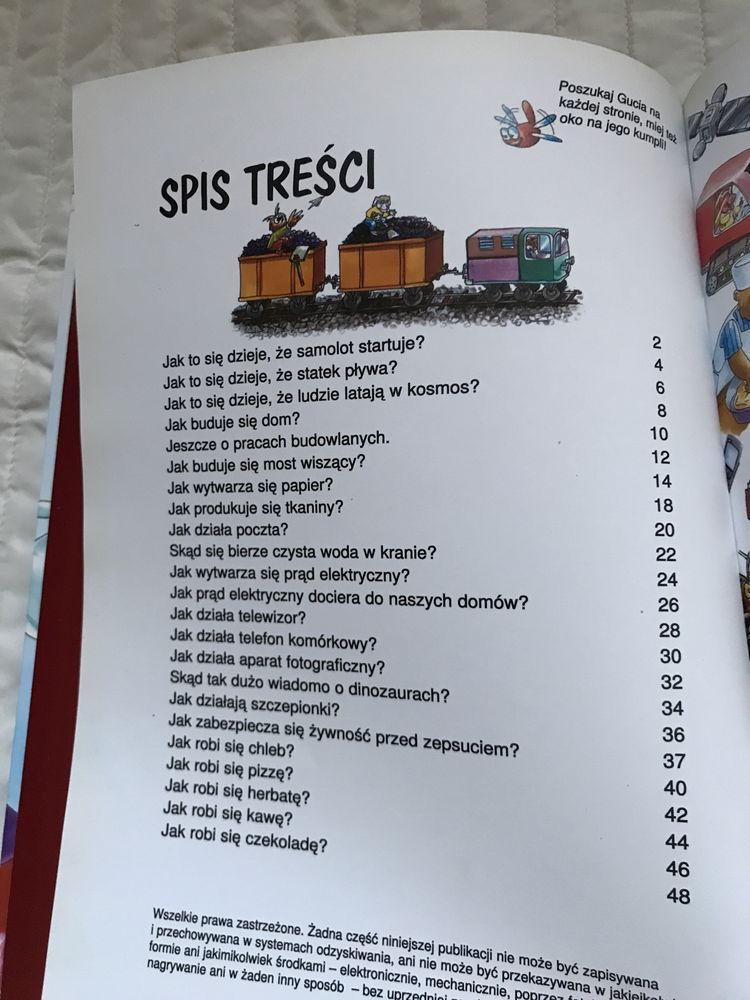 Poszukaj Gucia na
każdej stronie, miej też
oko na jego kumpli!
SPIS TREŚCI
Jak to się dzieje, że samolot startuje? 2
Jak to się dzieje, że statek pływa? 4
Jak to się dzieje, że ludzie latają w kosmos? 6
Jak buduje się dom? 8
Jeszcze o pracach budowlanych. 10
Jak buduje się most wiszący? 12
Jak wytwarza się papier? 14
Jak produkuje się tkaniny? 18
Jak działa poczta? 20
Skąd się bierze czysta woda w kranie? 22
Jak wytwarza się prąd elektryczny? 24
Jak prąd elektryczny dociera do naszych domów? 26
Jak działa telewizor? 28
Jak działa telefon komórkowy? 30
Jak działa aparat fotograficzny? 32
Skąd tak dużo wiadomo o dinozaurach? 34
Jak działają szczepionki? 36
Jak zabezpiecza się żywność przed zepsuciem? 37
Jak robi się chleb? 40
Jak robi się pizzę? 42
Jak robi się herbatę? 44
Jak robi się kawę? 46
Jak robi się czekoladę? 48
Wszelkie prawa zastrzeżone. Żadna część niniejszej publikacji nie może być zapisywana
i przechowywana w systemach odzyskiwania, ani nie może być przekazywana w
formie ani jakimikolwiek środkami – elektronicznie, mechanicznie, poprzez
nagrywanie ani w żaden inny sposób – bez